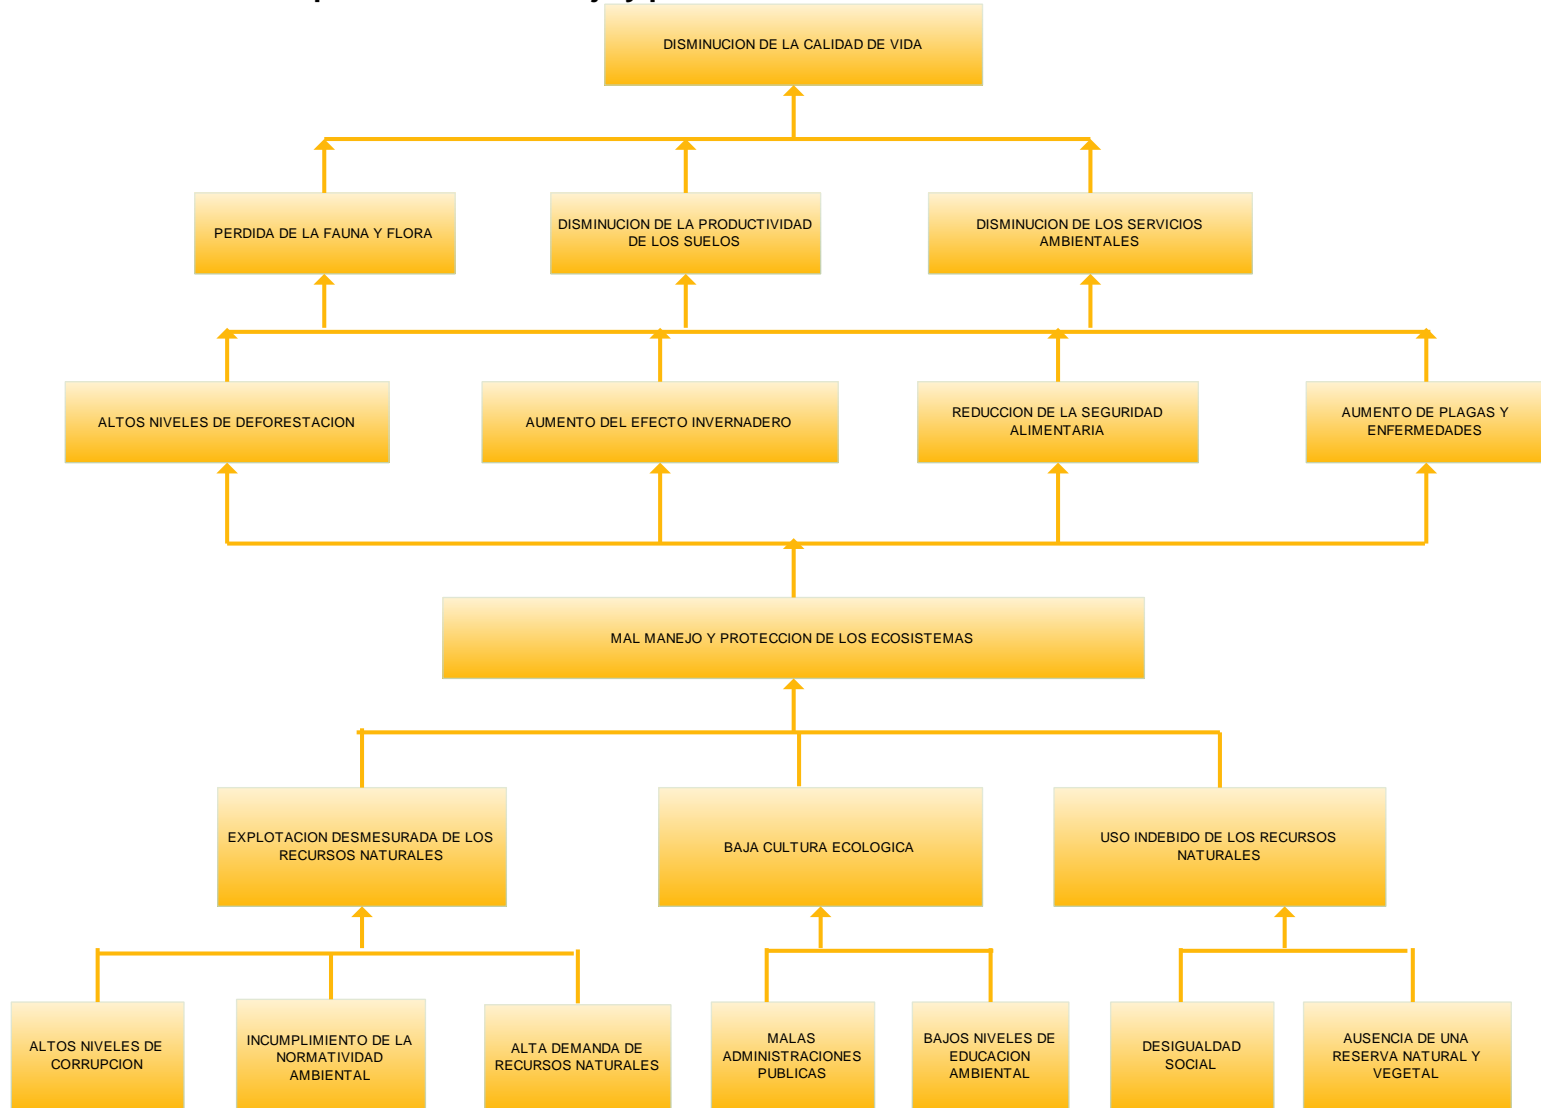 DISMINUCION DE LA CALIDAD DE VIDA
PERDIDA DE LA FAUNA Y FLORA
DISMINUCION DE LA PRODUCTIVIDAD
DE LOS SUELOS
DISMINUCION DE LOS SERVICIOS
AMBIENTALES
ALTOS NIVELES DE DEFORESTACION
AUMENTO DEL EFECTO INVERNADERO
REDUCCION DE LA SEGURIDAD
ALIMENTARIA
AUMENTO DE PLAGAS Y
ENFERMEDADES
MAL MANEJO Y PROTECCION DE LOS ECOSISTEMAS
EXPLOTACION DESMESURADA DE LOS
RECURSOS NATURALES
BAJA CULTURA ECOLOGICA
USO INDEBIDO DE LOS RECURSOS
NATURALES
ALTOS NIVELES DE
CORRUPCION
INCUMPLIMIENTO DE LA
NORMATIVIDAD
AMBIENTAL
ALTA DEMANDA DE
RECURSOS NATURALES
MALAS
ADMINISTRACIONES
PUBLICAS
BAJOS NIVELES DE
EDUCACION
AMBIENTAL
DESIGUALDAD
SOCIAL
AUSENCIA DE UNA
RESERVA NATURAL Y
VEGETAL